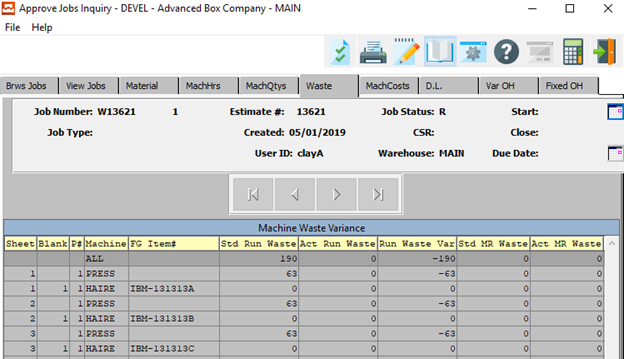 Approve Jobs Inquiry - DEVEL - Advanced Box Company - MAIN
File Help
Brws Jobs View Jobs Material MachHrs MachQtys Waste MachCosts D.L. Var OH Fixed OH
Job Number: W13621 1 Estimate #: 13621 Job Status: R Start:
Job Type: Created: 05/01/2019 CSR: Close:
User ID: clayA Warehouse: MAIN Due Date:
Machine Waste Variance
Sheet Blank P# Machine FG Item# Std Run Waste Act Run Waste Run Waste Var Std MR Waste Act MR Waste
ALL 190 0 -190 0 0
1 1 PRESS 63 0 -63 0 0
1 1 1 HAIRE IBM-131313A 0 0 0 0 0
2 1 PRESS 63 0 -63 0 0
2 1 1 HAIRE IBM-131313B 0 0 0 0 0
3 1 PRESS 63 0 -63 0 0
3 1 1 HAIRE IBM-131313C 0 0 0 0 0